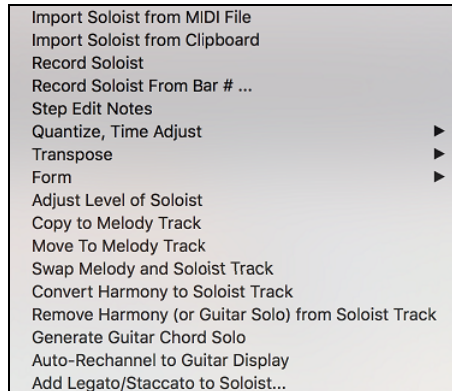 Import Soloist from MIDI File
Import Soloist from Clipboard
Record Soloist
Record Soloist From Bar # ...
Step Edit Notes
Quantize, Time Adjust
Transpose
Form
Adjust Level of Soloist
Copy to Melody Track
Move To Melody Track
Swap Melody and Soloist Track
Convert Harmony to Soloist Track
Remove Harmony (or Guitar Solo) from Soloist Track
Generate Guitar Chord Solo
Auto-Rechannel to Guitar Display
Add Legato/Staccato to Soloist...